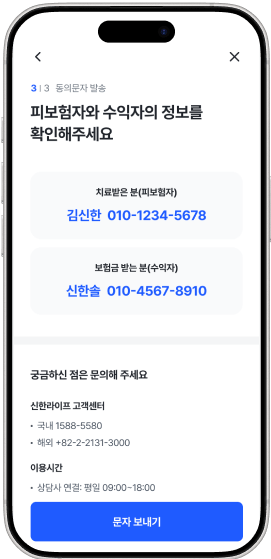 3 | 3 동의문자 발송
피보험자와 수익자의 정보를
확인해주세요
치료받은 분(피보험자)
김신한 010-1234-5678
보험금 받는 분(수익자)
신한솔 010-4567-8910
궁금하신 점은 문의해 주세요
신한라이프 고객센터
• 국내 1588-5580
• 해외 +82-2-2131-3000
이용시간
• 상담사 연결: 평일 09:00~18:00
문자 보내기